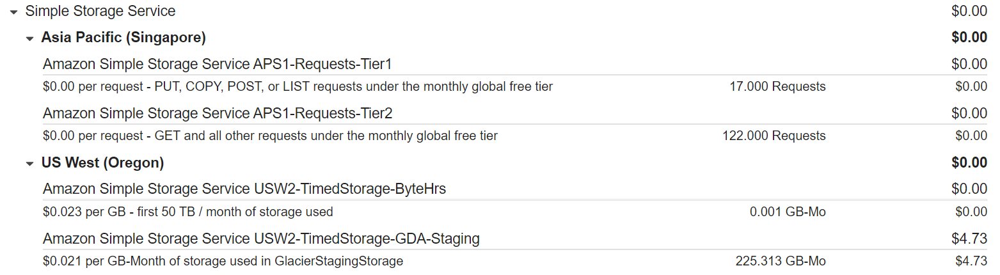 Simple Storage Service $0.00
Asia Pacific (Singapore) $0.00
Amazon Simple Storage Service APS1-Requests-Tier1 $0.00
$0.00 per request - PUT, COPY, POST, or LIST requests under the monthly global free tier 17.000 Requests $0.00
Amazon Simple Storage Service APS1-Requests-Tier2 $0.00
$0.00 per request - GET and all other requests under the monthly global free tier 122.000 Requests $0.00
US West (Oregon) $0.00
Amazon Simple Storage Service USW2-TimedStorage-ByteHrs $0.00
$0.023 per GB - first 50 TB / month of storage used 0.001 GB-Mo $0.00
Amazon Simple Storage Service USW2-TimedStorage-GDA-Staging $4.73
$0.021 per GB-Month of storage used in GlacierStagingStorage 225.313 GB-Mo $4.73